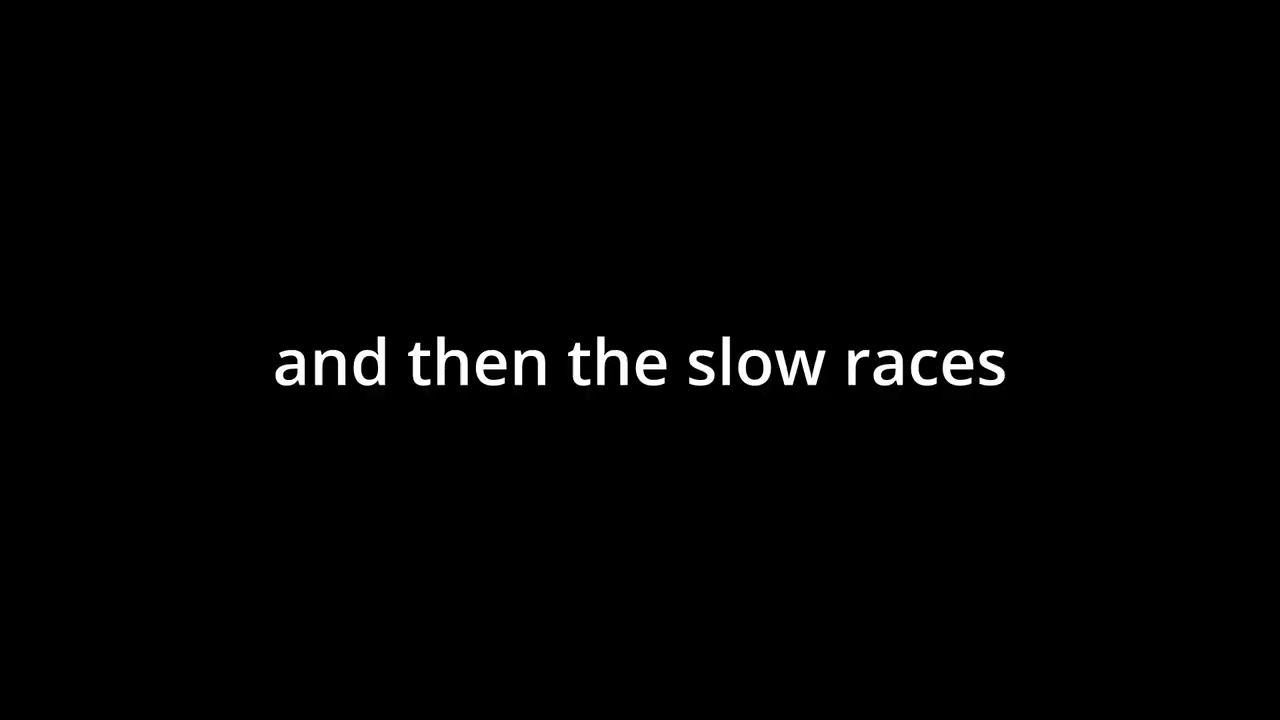 and then the slow races